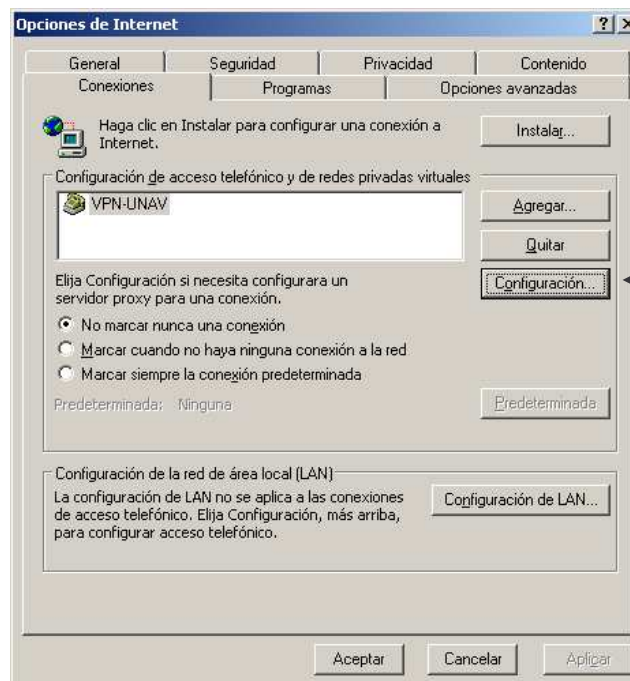 Opciones de Internet
General Seguridad Privacidad Contenido
Conexiones Programas Opciones avanzadas
Haga clic en Instalar para configurar una conexión a
Internet.
Instalar...
Configuración de acceso telefónico y de redes privadas virtuales
VPN-UNAV
Agregar...
Quitar
Elija Configuración si necesita configurara un
servidor proxy para una conexión.
Configuración...
No marcar nunca una conexión
Marcar cuando no haya ninguna conexión a la red
Marcar siempre la conexión predeterminada
Predeterminada: Ninguna
Predeterminada
Configuración de la red de área local (LAN)
La configuración de LAN no se aplica a las conexiones
de acceso telefónico. Elija Configuración, más arriba,
para configurar acceso telefónico.
Configuración de LAN...
Aceptar Cancelar Aplicar